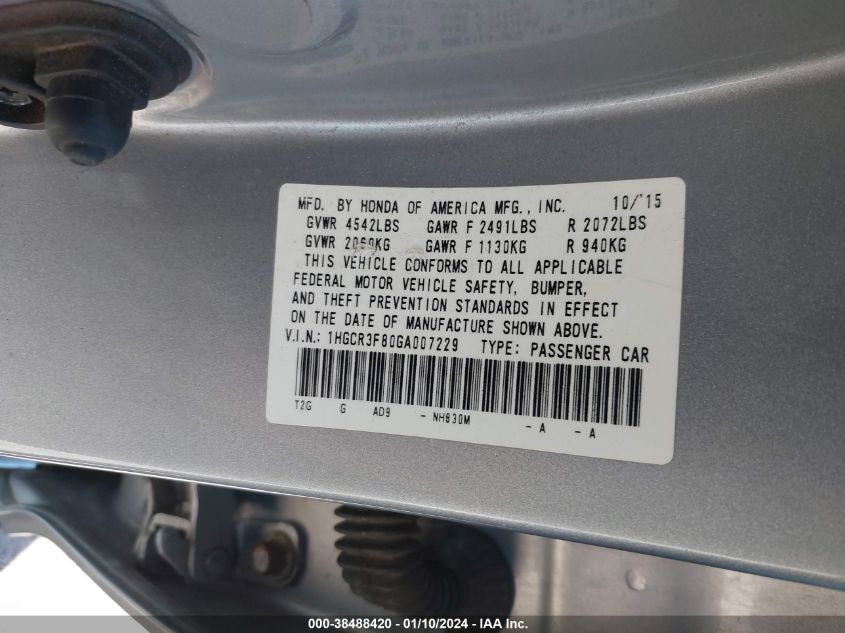 MFD. BY HONDA OF AMERICA MFG., INC. 10/'15
GVWR 4542LBS GAWR F 2491LBS R 2072LBS
GVWR 2060KG GAWR F 1130KG R 940KG
THIS VEHICLE CONFORMS TO ALL APPLICABLE
FEDERAL MOTOR VEHICLE SAFETY, BUMPER,
AND THEFT PREVENTION STANDARDS IN EFFECT
ON THE DATE OF MANUFACTURE SHOWN ABOVE.
V.I.N.: 1HGCR3F80GA007229 TYPE: PASSENGER CAR
T2G G AD9 - NH830M - A - A
000-38488420 - 01/10/2024 - IAA Inc.